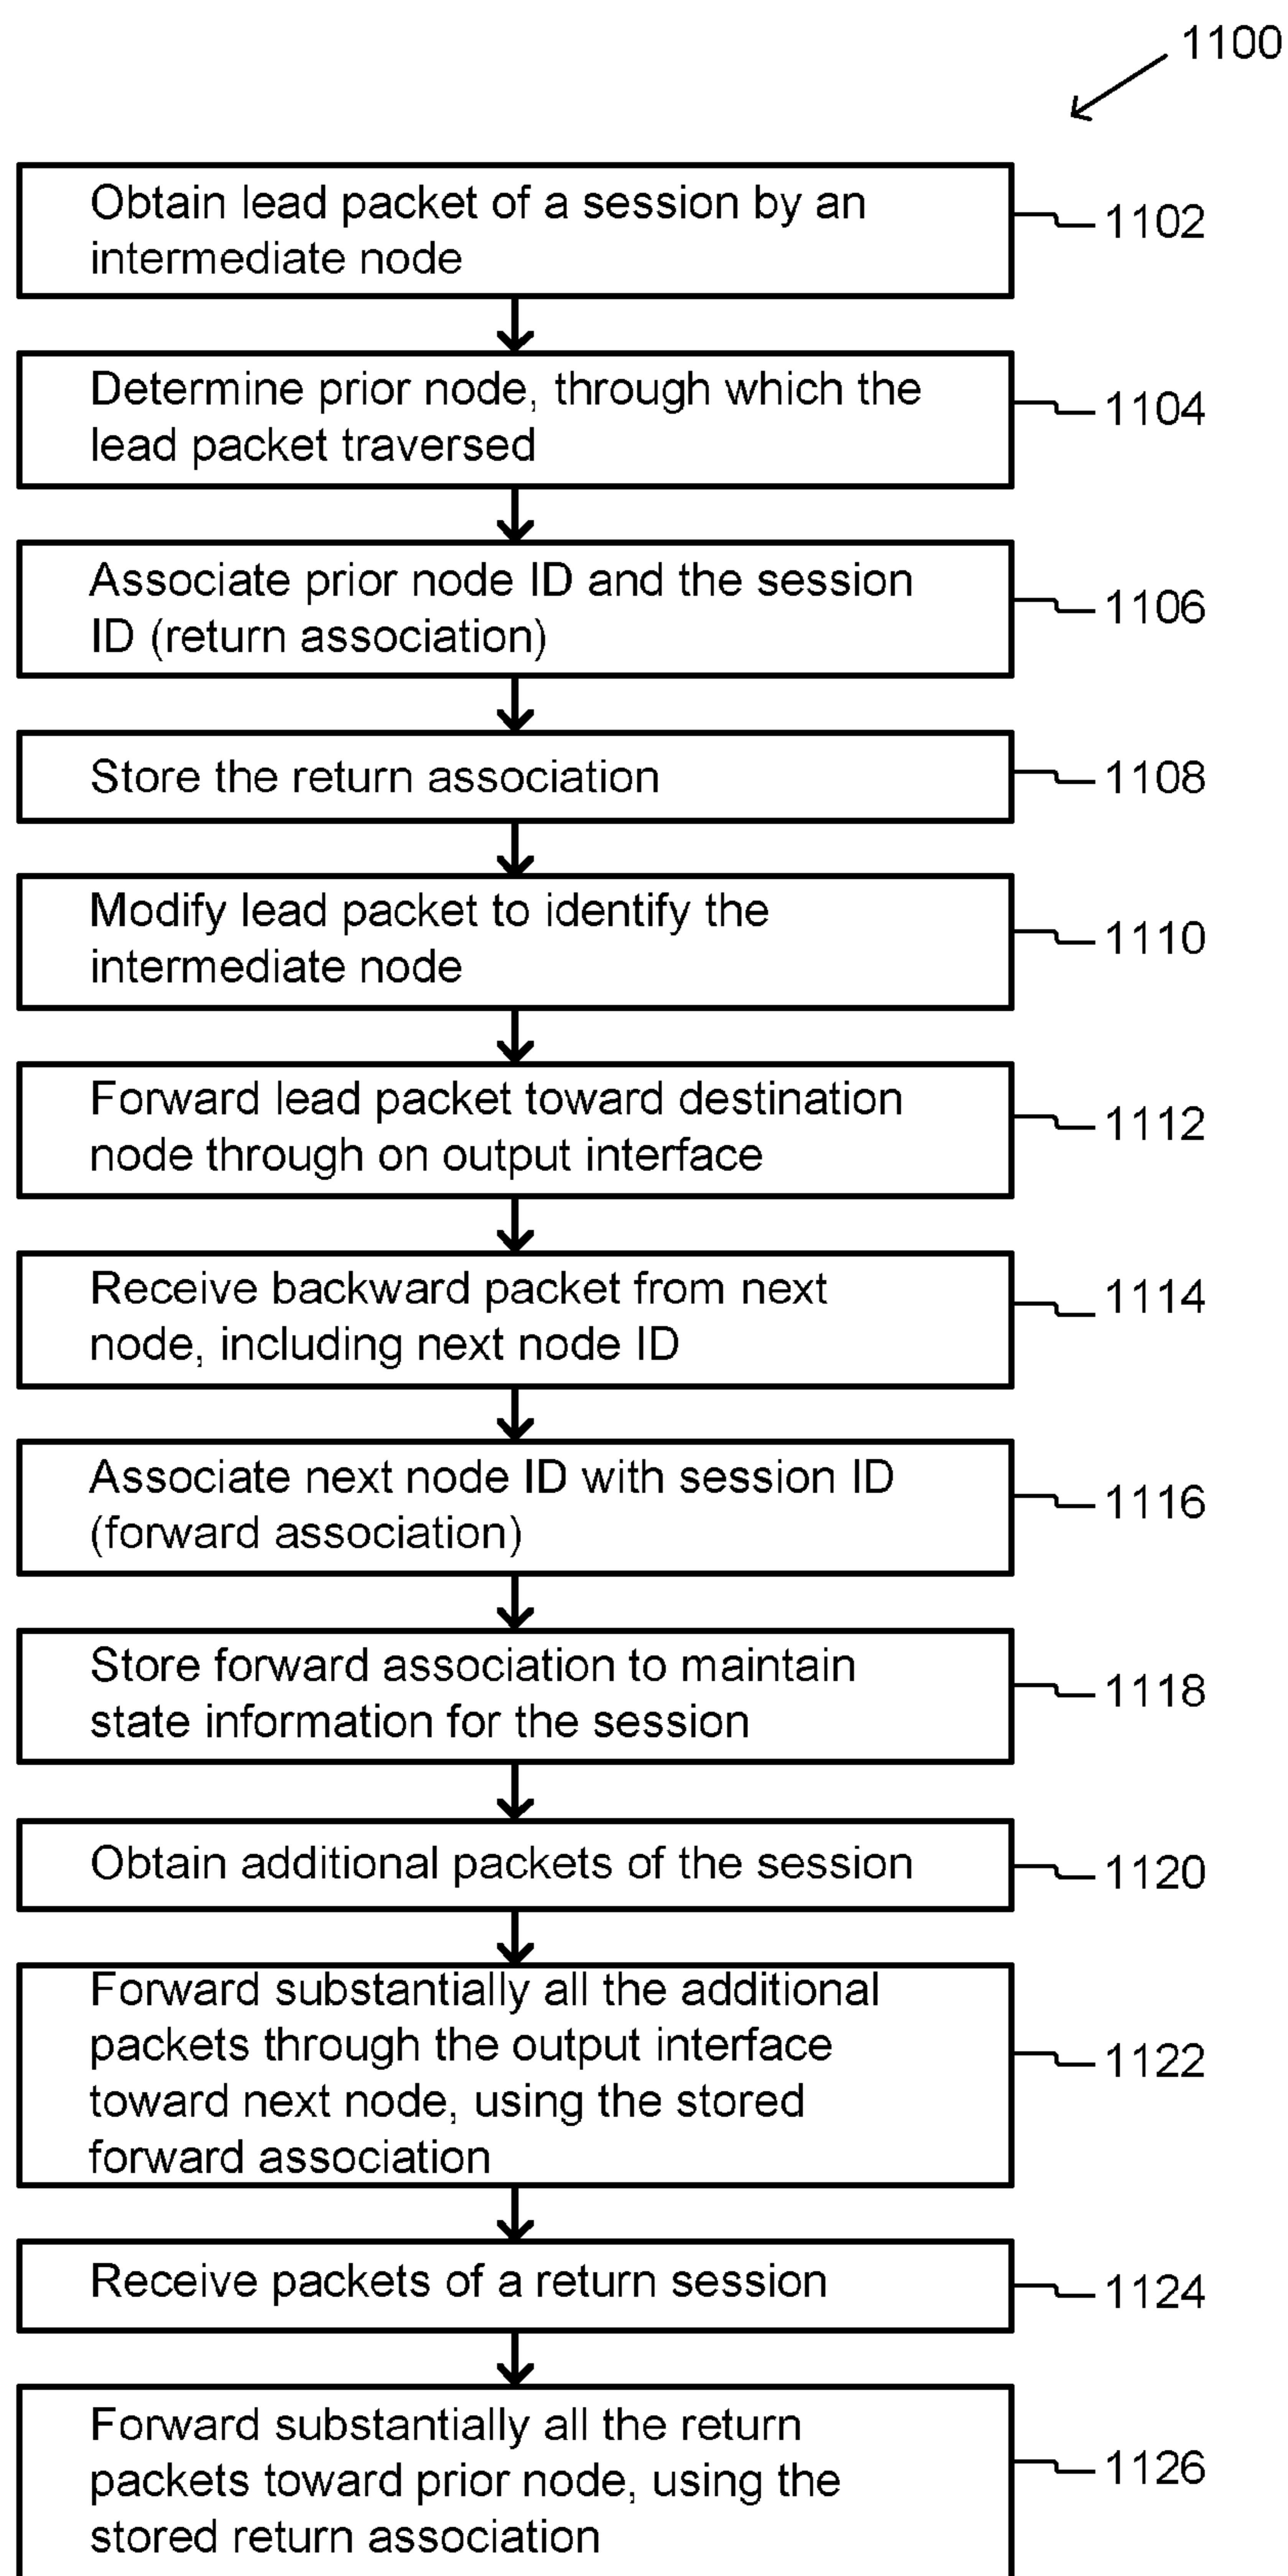 1100
Obtain lead packet of a session by an
intermediate node
1102
Determine prior node, through which the
lead packet traversed
1104
Associate prior node ID and the session
ID (return association)
1106
Store the return association
1108
Modify lead packet to identify the
intermediate node
1110
Forward lead packet toward destination
node through on output interface
1112
Receive backward packet from next
node, including next node ID
1114
Associate next node ID with session ID
(forward association)
1116
Store forward association to maintain
state information for the session
1118
Obtain additional packets of the session
1120
Forward substantially all the additional
packets through the output interface
toward next node, using the stored
forward association
1122
Receive packets of a return session
1124
Forward substantially all the return
packets toward prior node, using the
stored return association
1126